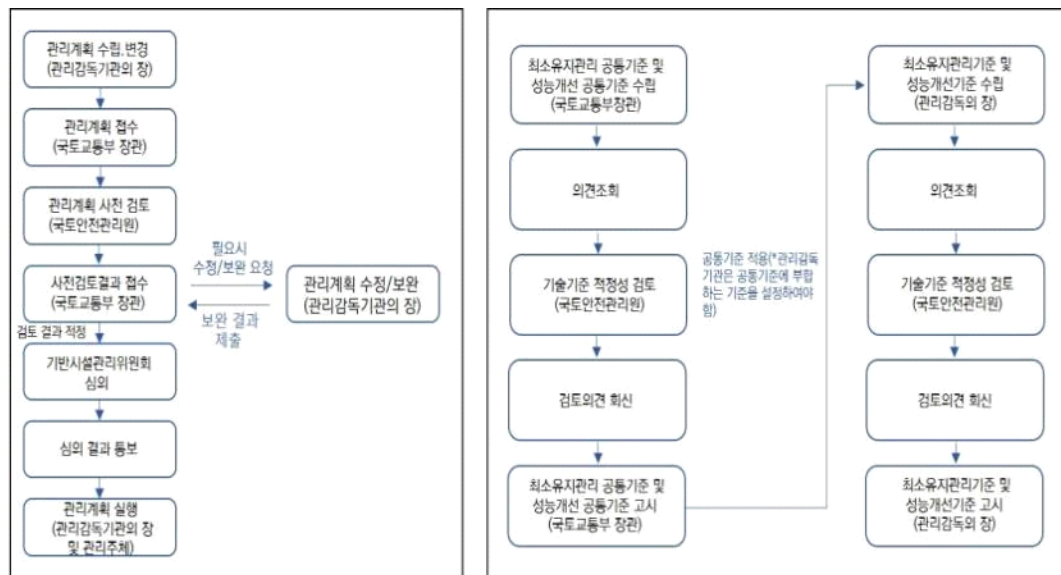 관리계획 수립.변경
(관리감독기관의 장)
관리계획 접수
(국토교통부 장관)
관리계획 사전 검토
(국토안전관리원)
사전검토결과 접수
(국토교통부 장관)
필요시
수정/보완 요청
보완 결과
제출
관리계획 수정/보완
(관리감독기관의 장)
검토 결과 적정
기반시설관리위원회
심의
심의 결과 통보
관리계획 실행
(관리감독기관의 장
및 관리주체)
최소유지관리 공통기준 및
성능개선 공통기준 수립
(국토교통부장관)
의견조회
기술기준 적정성 검토
(국토안전관리원)
검토의견 회신
최소유지관리 공통기준 및
성능개선 공통기준 고시
(국토교통부 장관)
공통기준 적용(*관리감독
기관은 공통기준에 부합
하는 기준을 설정하여야
함)
최소유지관리기준 및
성능개선기준 수립
(관리감독의 장)
의견조회
기술기준 적정성 검토
(국토안전관리원)
검토의견 회신
최소유지관리기준 및
성능개선기준 고시
(관리감독의 장)